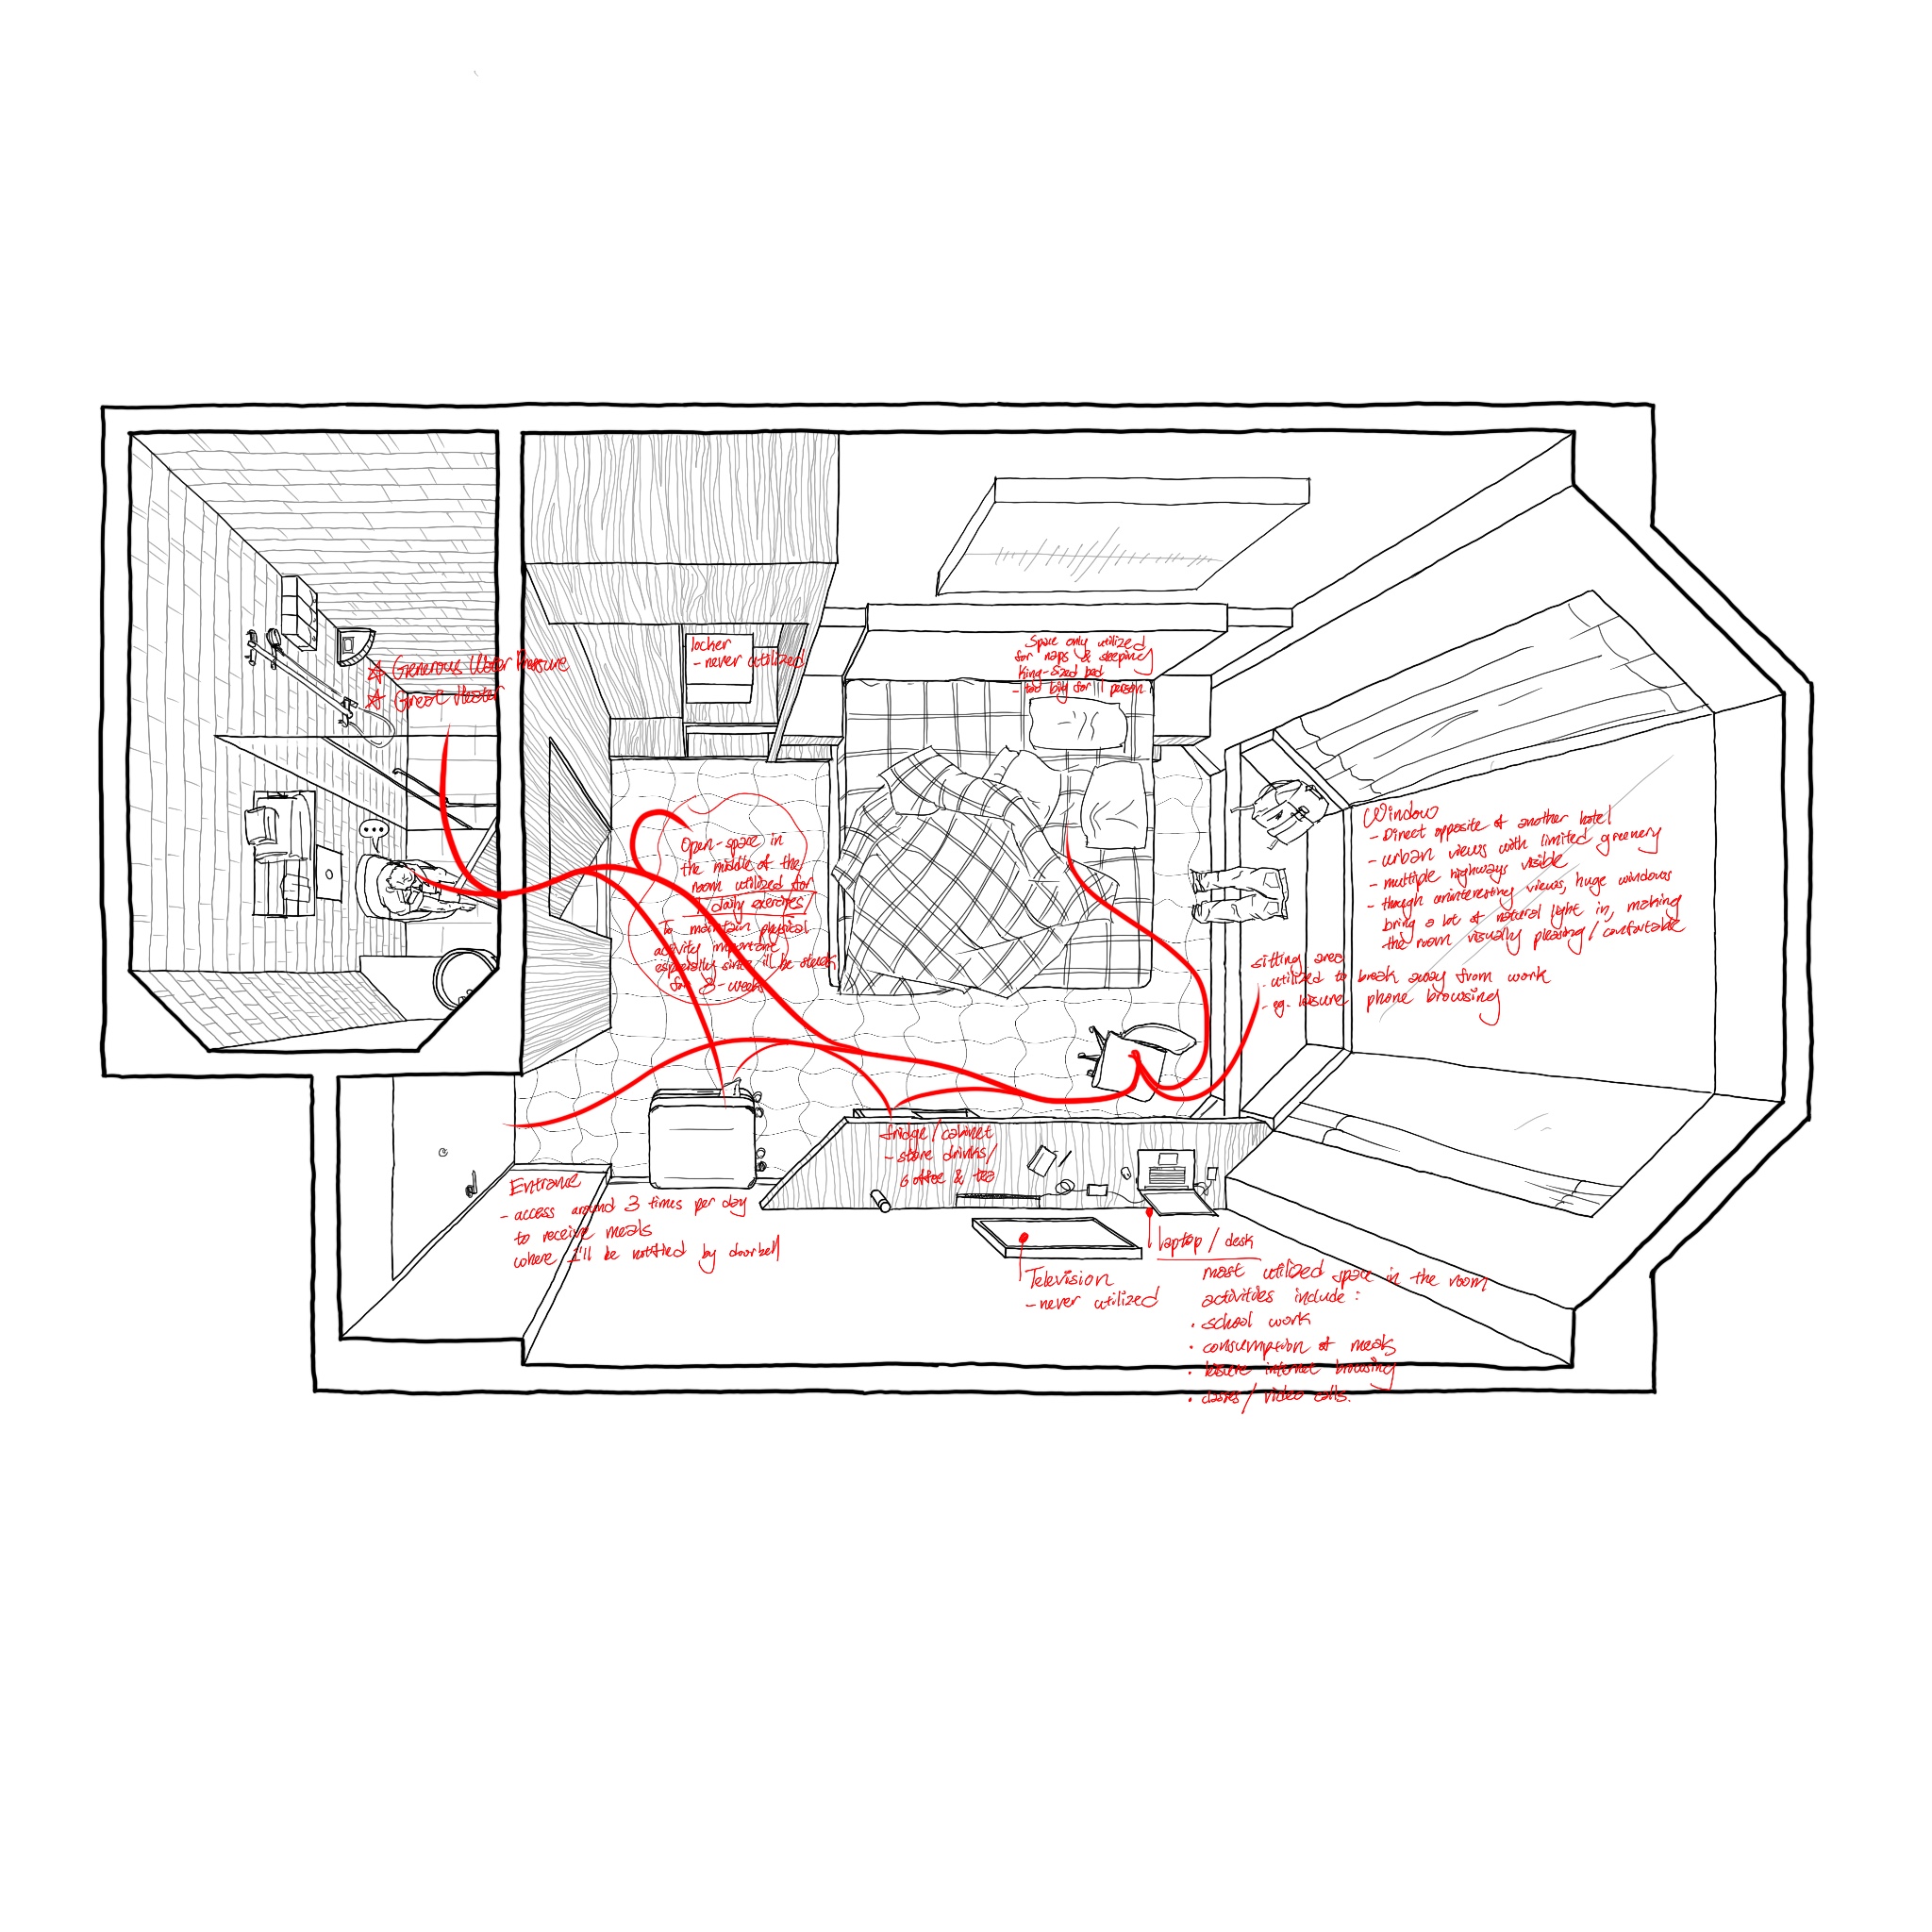 ☆ Generous Water Pressure
☆ Great Heater
locker
- never utilized
Space only utilized
for naps & sleeping
King-sized bed
- too big for 1 person
Open-space in
the middle of the
room utilized for
daily exercises/
To maintain physical
activity important
especially since i'll be stuck
for 3-weeks
Window
- Direct opposite of another hotel
- urban views with limited greenery
- multiple highways visible
- though uninteresting views, huge windows
bring a lot of natural light in, making
the room visually pleasing/comfortable
sitting area
- utilized to break away from work
- eg. leisure phone browsing
Entrance
- access around 3 times per day
to receive meals
where I'll be notified by doorbell
fridge/cabinet
- store drinks/
coffee & tea
Television
- never utilized
laptop / desk
most utilized space in the room
activities include :
• school work
• consumption of meals
• leisure internet browsing
• classes/ video calls.